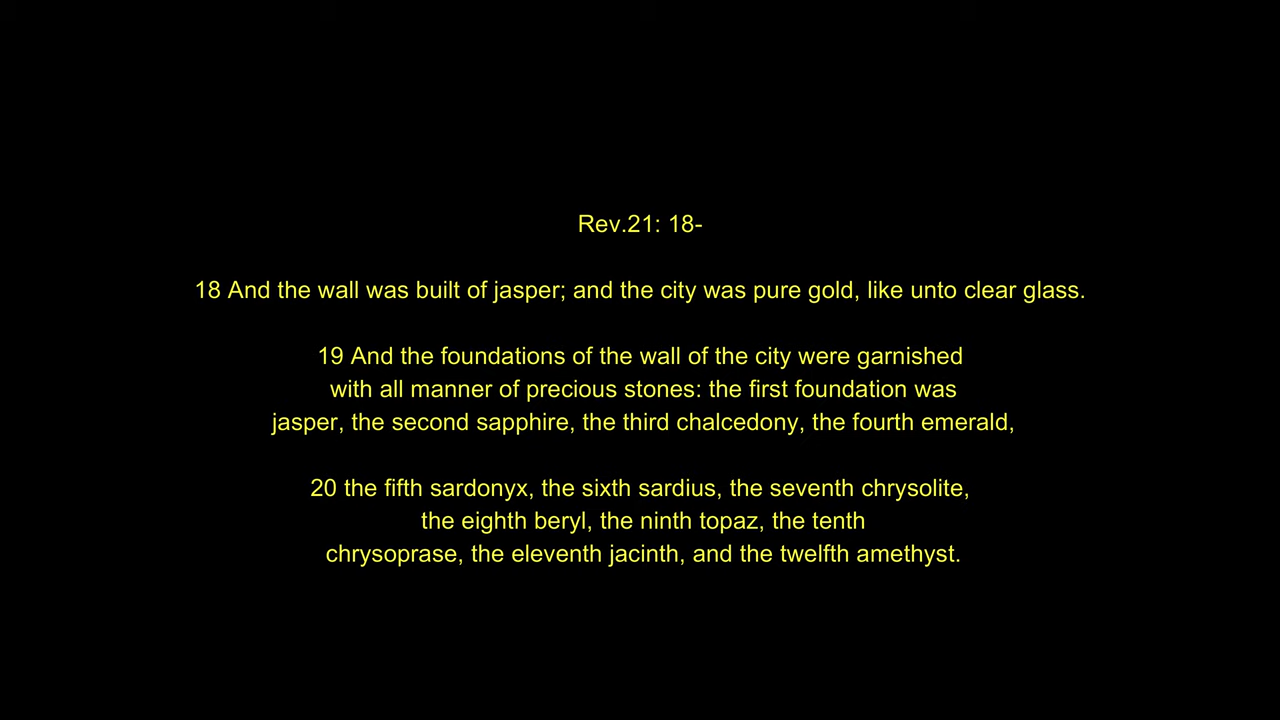 Rev.21: 18-
18 And the wall was built of jasper; and the city was pure gold, like unto clear glass.
19 And the foundations of the wall of the city were garnished
with all manner of precious stones: the first foundation was
jasper, the second sapphire, the third chalcedony, the fourth emerald,
20 the fifth sardonyx, the sixth sardius, the seventh chrysolite,
the eighth beryl, the ninth topaz, the tenth
chrysoprase, the eleventh jacinth, and the twelfth amethyst.